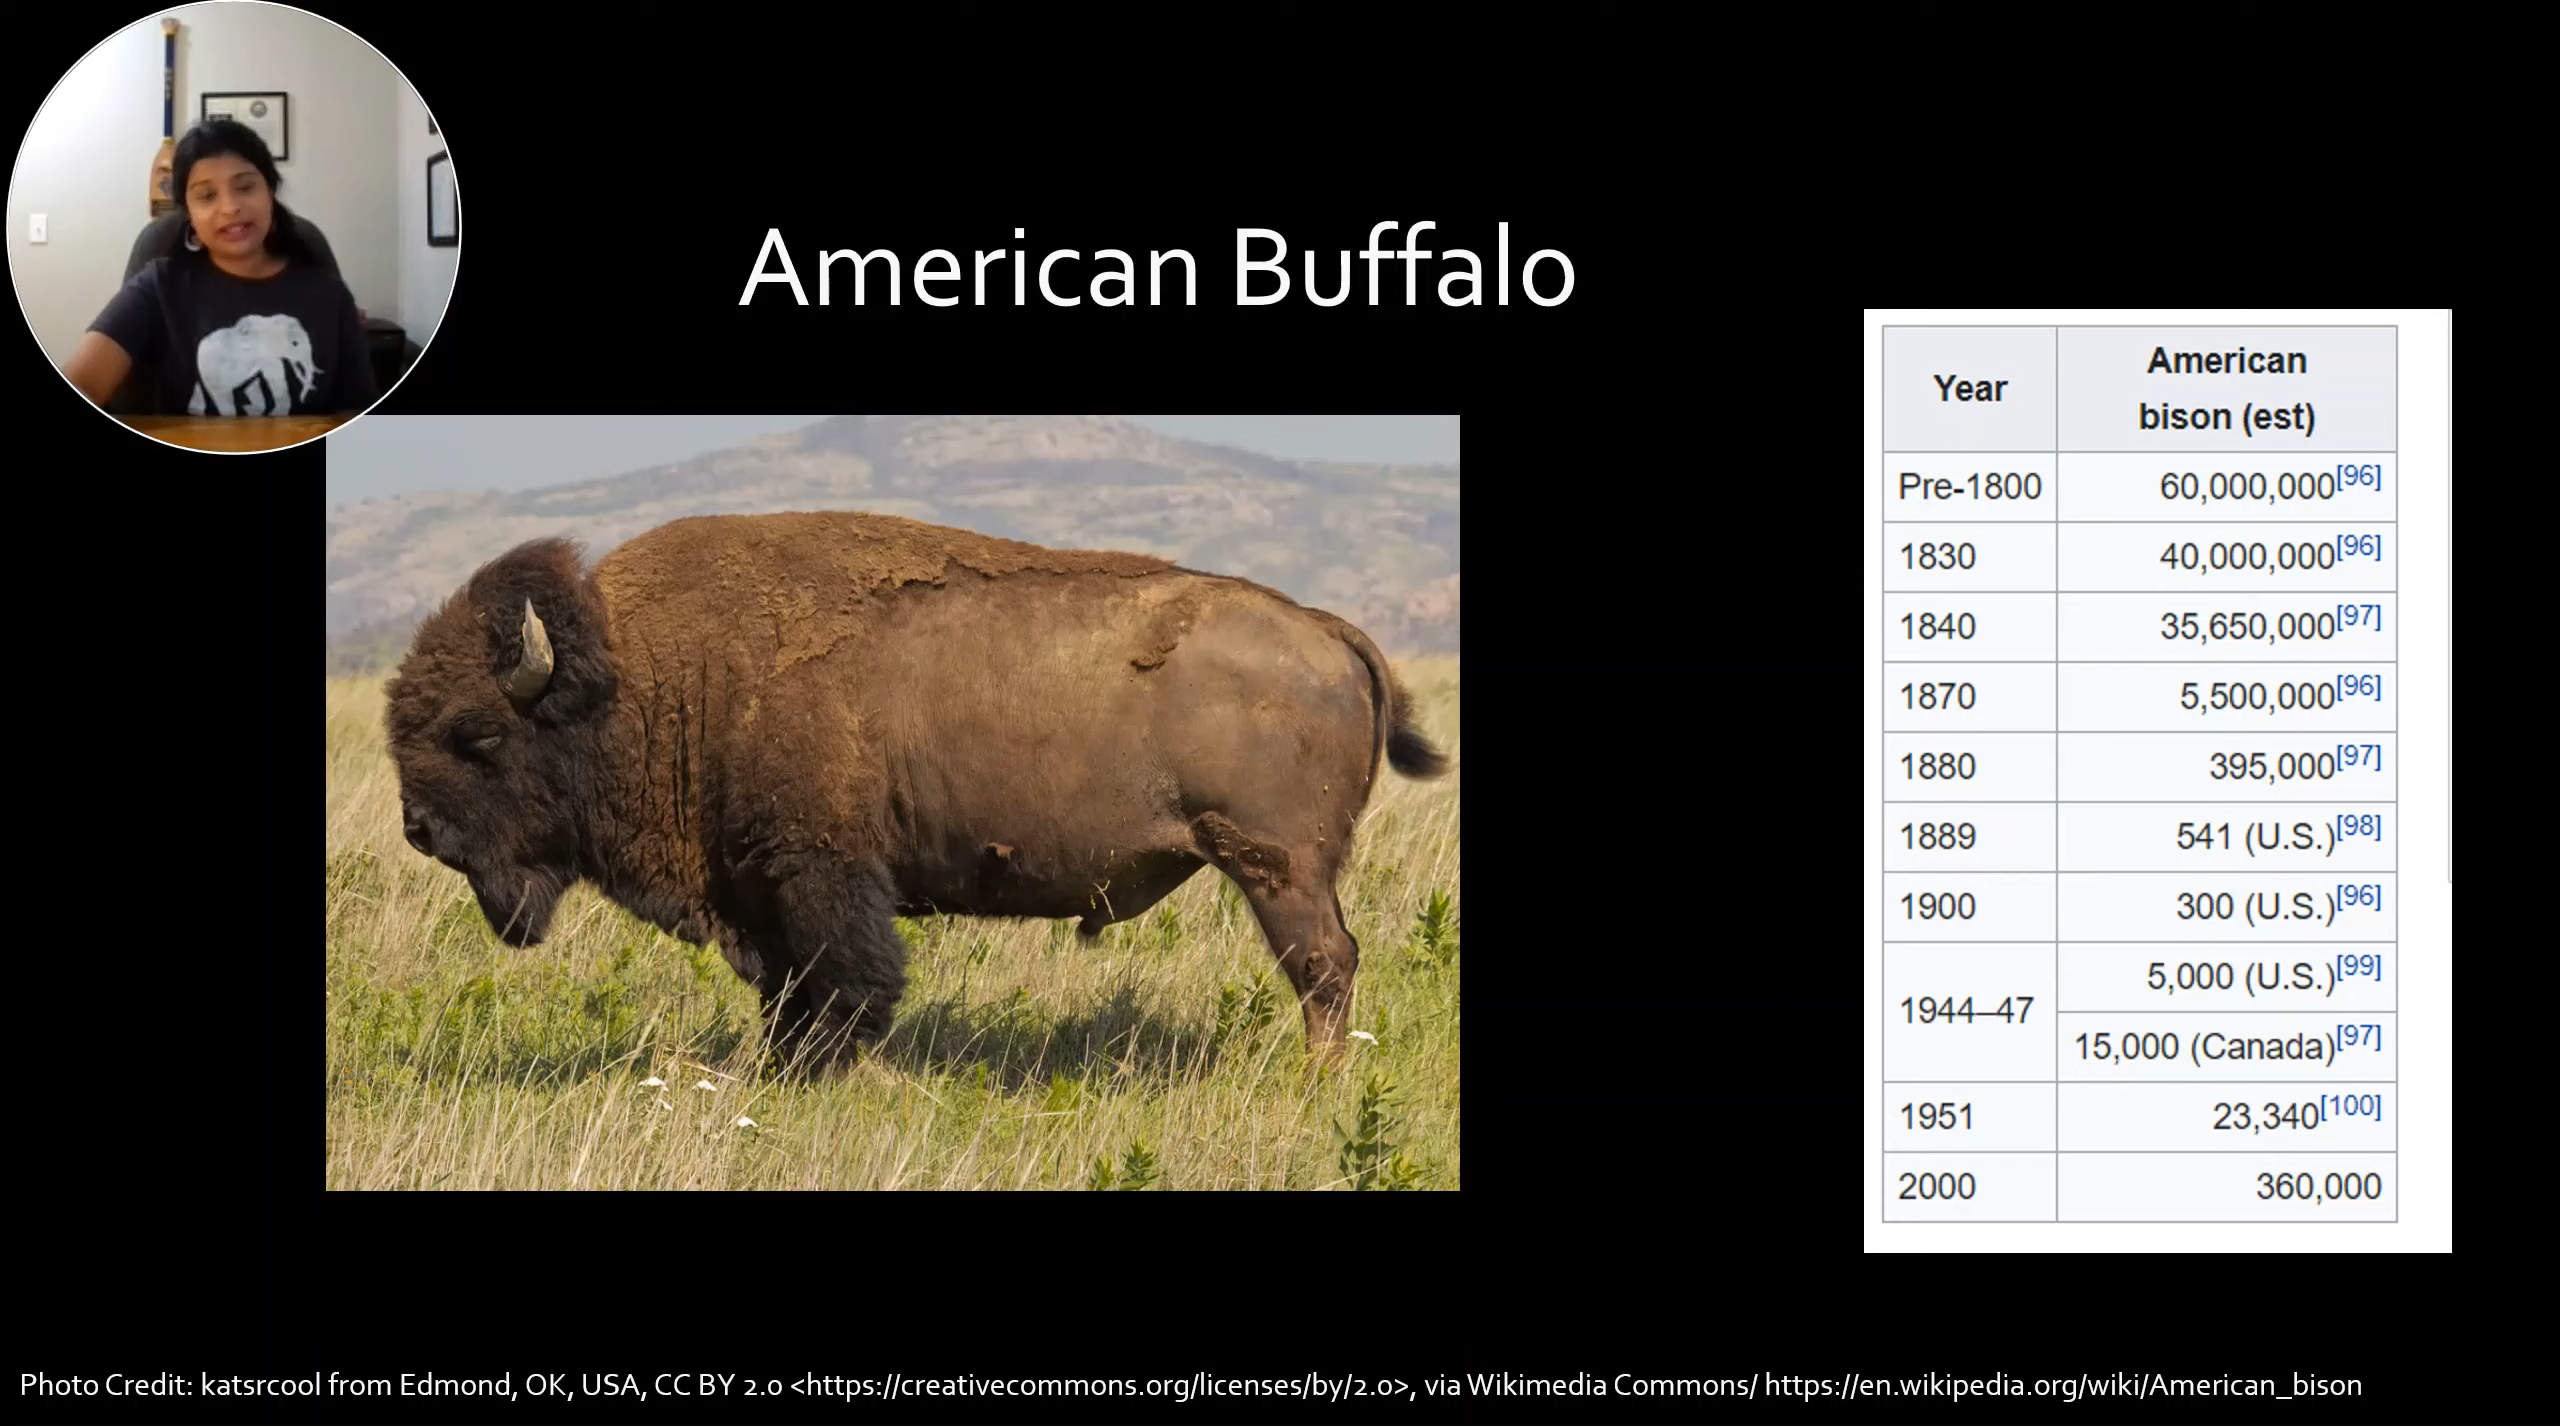 American Buffalo
Year
American
bison (est)
Pre-1800 60,000,000[96]
1830 40,000,000[96]
1840 35,650,000[97]
1870 5,500,000[96]
1880 395,000[97]
1889 541 (U.S.)[98]
1900 300 (U.S.)[96]
1944–47
5,000 (U.S.)[99]
15,000 (Canada)[97]
1951 23,340[100]
2000 360,000
Photo Credit: katsrcool from Edmond, OK, USA, CC BY 2.0 <https://creativecommons.org/licenses/by/2.0>, via Wikimedia Commons/ https://en.wikipedia.org/wiki/American_bison